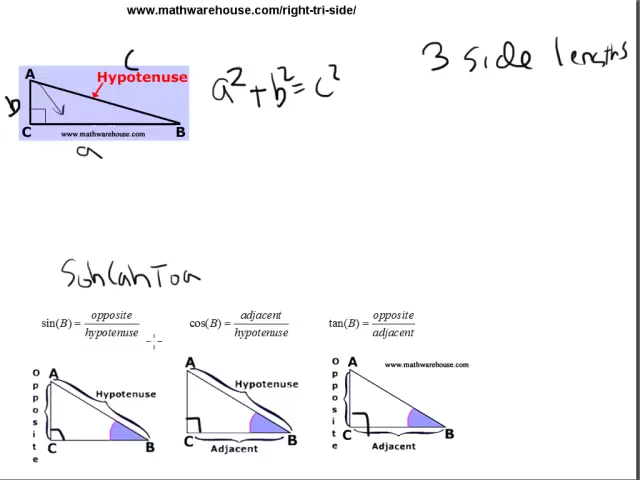 www.mathwarehouse.com/right-tri-side/
c
A
Hypotenuse
a² + b² = c²
3 side lengths
b
C
www.mathwarehouse.com
B
a
SohCahToa
sin(B) = opposite / hypotenuse
cos(B) = adjacent / hypotenuse
tan(B) = opposite / adjacent
Opposite
A
Hypotenuse
C
B
A
Hypotenuse
C
B
Adjacent
Opposite
A
www.mathwarehouse.com
C
B
Adjacent